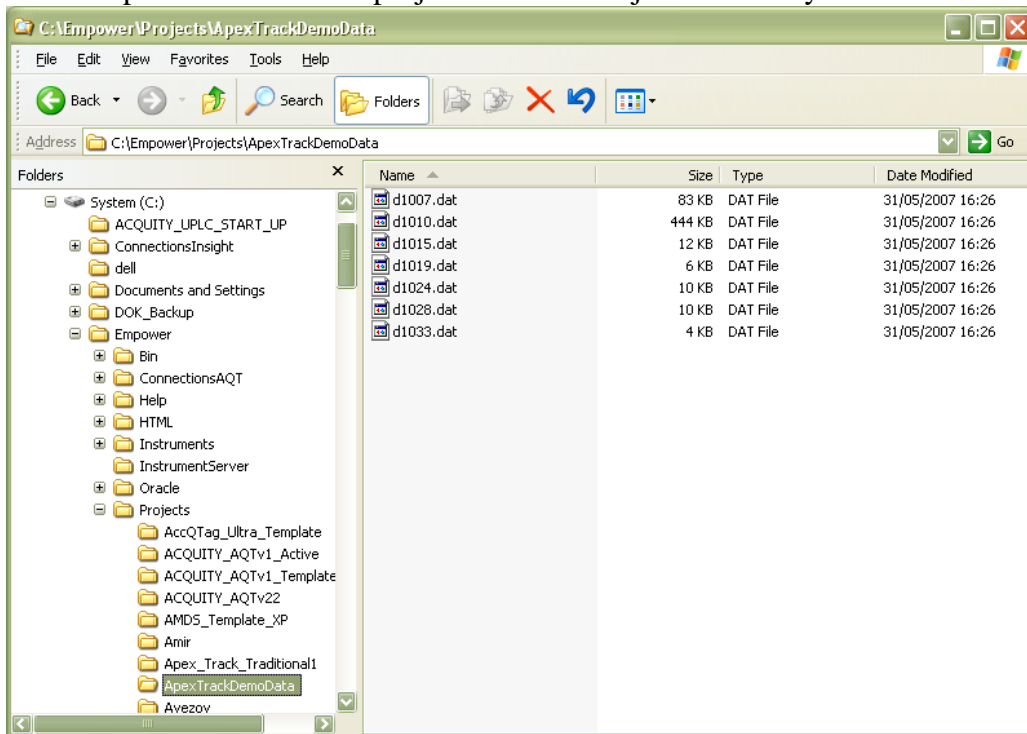 C:\Empower\Projects\ApexTrackDemoData
File Edit View Favorites Tools Help
Back Search Folders
Address C:\Empower\Projects\ApexTrackDemoData Go
Folders x
System (C:)
ACQUITY_UPLC_START_UP
ConnectionsInsight
dell
Documents and Settings
DOK_Backup
Empower
Bin
ConnectionsAQT
Help
HTML
Instruments
InstrumentServer
Oracle
Projects
AccQTag_Ultra_Template
ACQUITY_AQTv1_Active
ACQUITY_AQTv1_Template
ACQUITY_AQTv22
AMDS_Template_XP
Amir
Apex_Track_Traditional1
ApexTrackDemoData
Avezov
Name Size Type Date Modified
d1007.dat 83 KB DAT File 31/05/2007 16:26
d1010.dat 444 KB DAT File 31/05/2007 16:26
d1015.dat 12 KB DAT File 31/05/2007 16:26
d1019.dat 6 KB DAT File 31/05/2007 16:26
d1024.dat 10 KB DAT File 31/05/2007 16:26
d1028.dat 10 KB DAT File 31/05/2007 16:26
d1033.dat 4 KB DAT File 31/05/2007 16:26